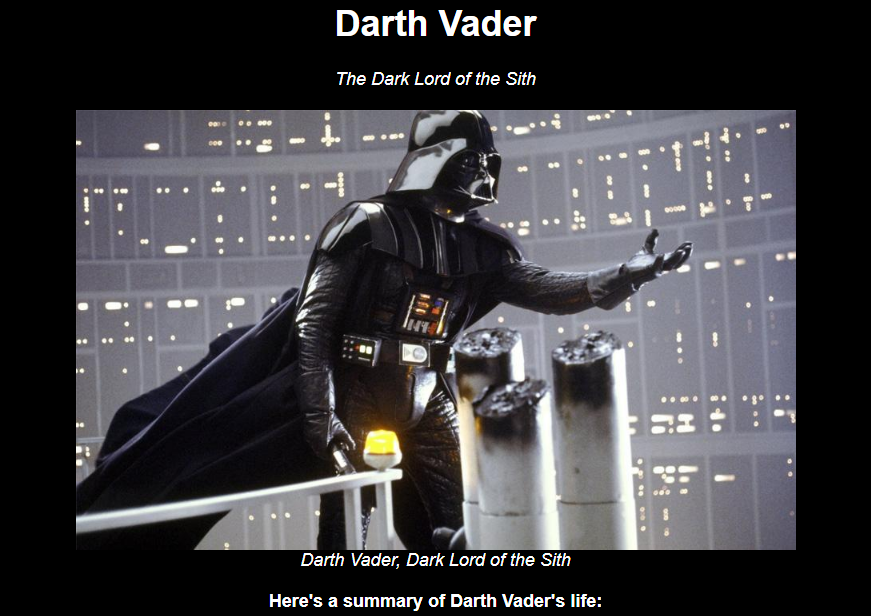 Darth Vader
The Dark Lord of the Sith
Darth Vader, Dark Lord of the Sith
Here's a summary of Darth Vader's life: